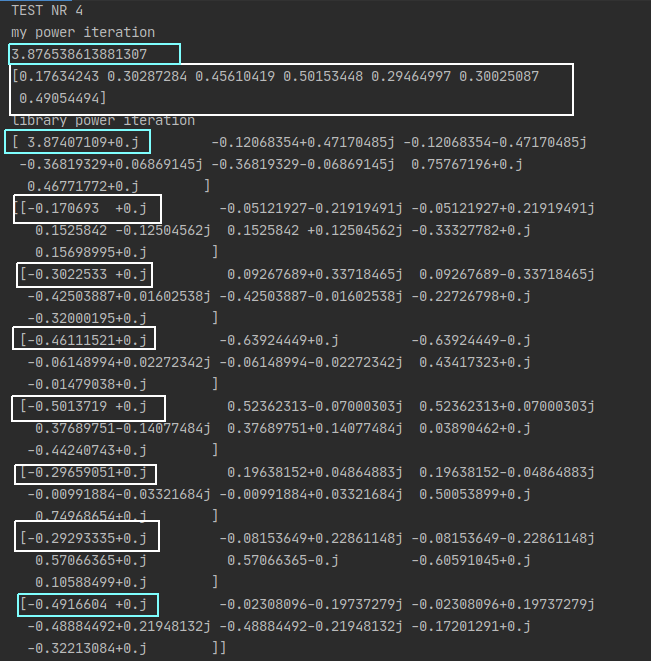 TEST NR 4
my power iteration
3.876538613881307
[0.17634243 0.30287284 0.45610419 0.50153448 0.29464997 0.30025087
 0.49054494]
library power iteration
[ 3.87407109+0.j         -0.12068354+0.47170485j -0.12068354-0.47170485j
 -0.36819329+0.06869145j -0.36819329-0.06869145j  0.75767196+0.j
  0.46771772+0.j        ]
[[-0.170693  +0.j         -0.05121927-0.21919491j -0.05121927+0.21919491j
   0.1525842 -0.12504562j  0.1525842 +0.12504562j -0.33327782+0.j
   0.15698995+0.j        ]
 [-0.3022533 +0.j          0.09267689+0.33718465j  0.09267689-0.33718465j
  -0.42503887+0.01602538j -0.42503887-0.01602538j -0.22726798+0.j
  -0.32000195+0.j        ]
 [-0.46111521+0.j         -0.63924449+0.j         -0.63924449-0.j
  -0.06148994+0.02272342j -0.06148994-0.02272342j  0.43417323+0.j
  -0.01479038+0.j        ]
 [-0.5013719 +0.j          0.52362313-0.07000303j  0.52362313+0.07000303j
   0.37689751-0.14077484j  0.37689751+0.14077484j  0.03890462+0.j
  -0.44240743+0.j        ]
 [-0.29659051+0.j          0.19638152+0.04864883j  0.19638152-0.04864883j
  -0.00991884-0.03321684j -0.00991884+0.03321684j  0.50053899+0.j
   0.74968654+0.j        ]
 [-0.29293335+0.j         -0.08153649+0.22861148j -0.08153649-0.22861148j
   0.57066365+0.j          0.57066365-0.j         -0.60591045+0.j
   0.10588499+0.j        ]
 [-0.4916604 +0.j         -0.02308096-0.19737279j -0.02308096+0.19737279j
  -0.48884492+0.21948132j -0.48884492-0.21948132j -0.17201291+0.j
  -0.32213084+0.j        ]]